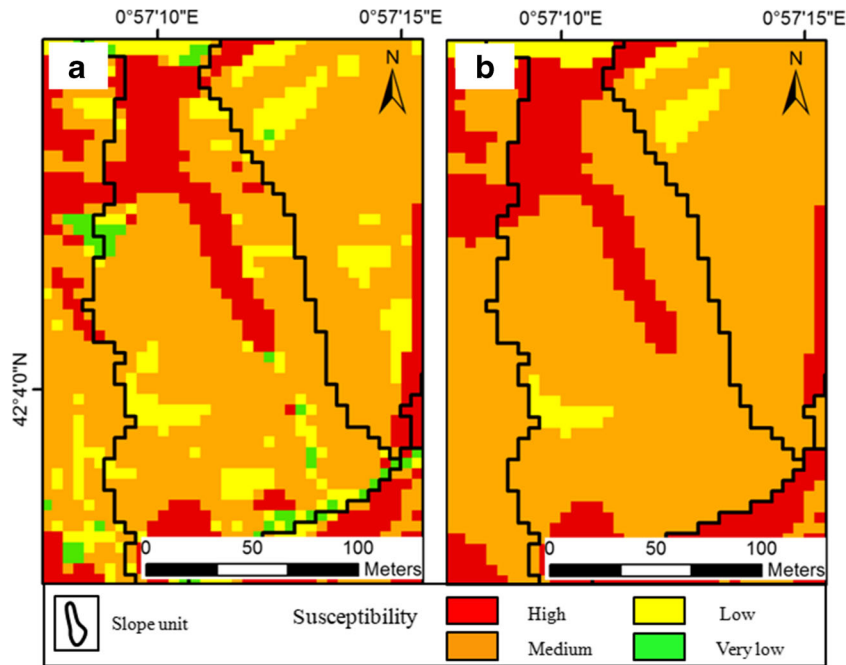 0°57'10"E 0°57'15"E 0°57'10"E 0°57'15"E
a N b N
42°4'0"N
0 50 100 0 50 100
Meters Meters
Slope unit Susceptibility High Low
Medium Very low